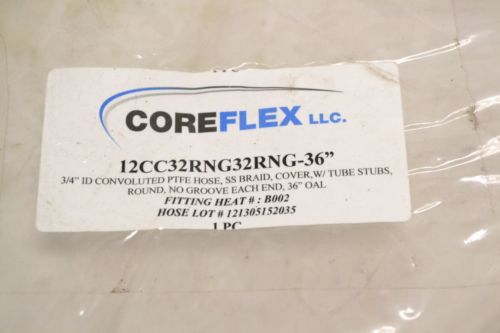 COREFLEX LLC.
12CC32RNG32RNG-36”
3/4" ID CONVOLUTED PTFE HOSE, SS BRAID, COVER,W/ TUBE STUBS,
ROUND, NO GROOVE EACH END, 36" OAL
FITTING HEAT # : B002
HOSE LOT # 121305152035
1 PC